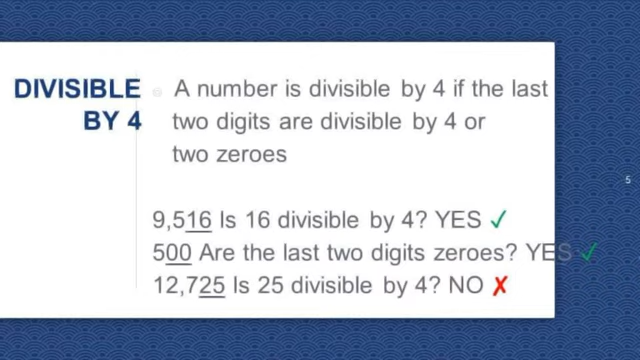 DIVISIBLE
BY 4
A number is divisible by 4 if the last
two digits are divisible by 4 or
two zeroes
9,516 Is 16 divisible by 4? YES ✓
500 Are the last two digits zeroes? YES ✓
12,725 Is 25 divisible by 4? NO ✗
5